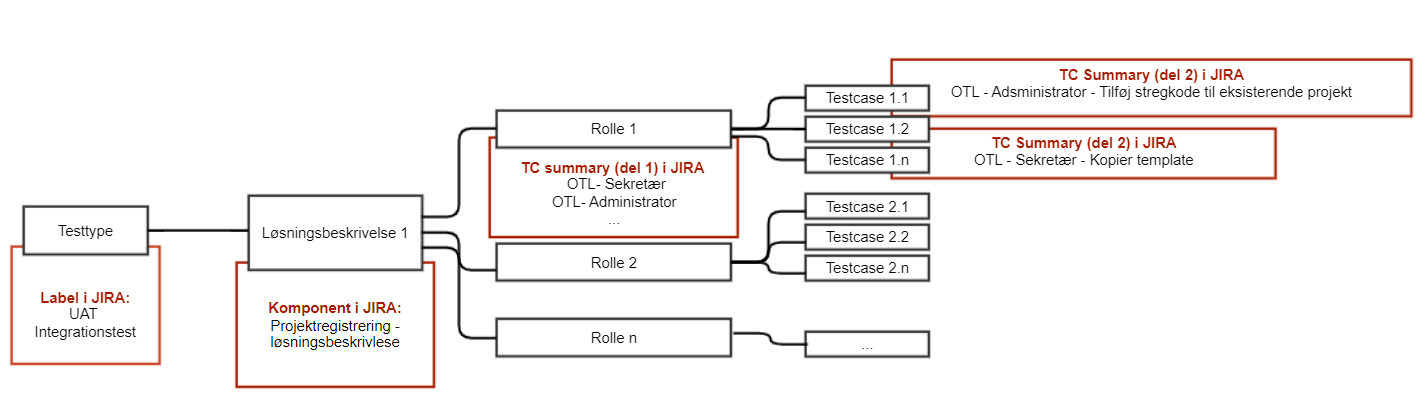 Testtype
Label i JIRA:
UAT
Integrationstest
Løsningsbeskrivelse 1
Komponent i JIRA:
Projektregistrering -
løsningsbeskrivlese
Rolle 1
TC summary (del 1) i JIRA
OTL- Sekretær
OTL- Administrator
...
Rolle 2
Rolle n
Testcase 1.1
TC Summary (del 2) i JIRA
OTL - Adsministrator - Tilføj stregkode til eksisterende projekt
Testcase 1.2
Testcase 1.n
TC Summary (del 2) i JIRA
OTL - Sekretær - Kopier template
Testcase 2.1
Testcase 2.2
Testcase 2.n
...